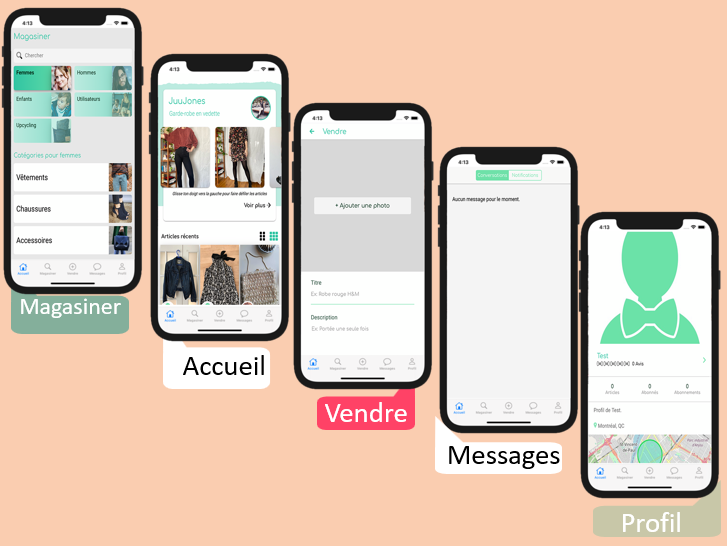 4:13
Magasiner
Chercher
Femmes
Hommes
Enfants
Utilisateurs
Upcycling
Catégories pour femmes
Vêtements
Chaussures
Accessoires
Accueil Magasiner Vendre Messages Profil
Magasiner
4:13
JuuJones
Garde-robe en vedette
Glisse ton doigt vers la gauche pour faire défiler les articles
Voir plus
Articles récents
Accueil Magasiner Vendre Messages Profil
Accueil
4:13
Vendre
+ Ajouter une photo
Titre
Ex: Robe rouge H&M
Description
Ex: Portée une seule fois
Accueil Magasiner Vendre Messages Profil
Vendre
4:13
Conversations Notifications
Aucun message pour le moment.
Accueil Magasiner Vendre Messages Profil
Messages
4:13
Test
0 Avis
0 0 0
Articles Abonnés Abonnements
Profil de Test.
Montréal, QC
Accueil Magasiner Vendre Messages Profil
Profil